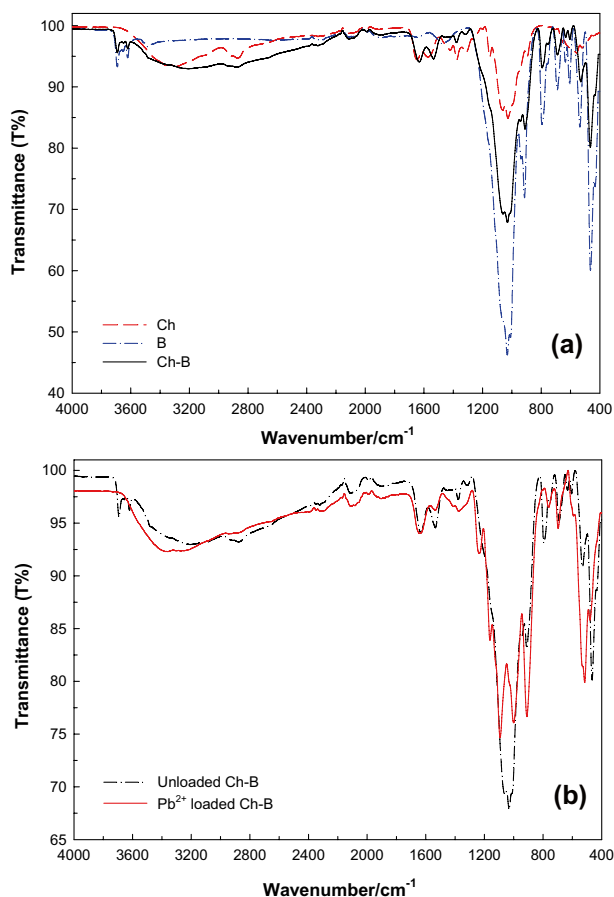 100
90
80
70
60
50
40
Transmittance (T%)
Ch
B
Ch-B
(a)
4000 3600 3200 2800 2400 2000 1600 1200 800 400
Wavenumber/cm⁻¹
100
95
90
85
80
75
70
65
Transmittance (T%)
Unloaded Ch-B
Pb²⁺ loaded Ch-B
(b)
4000 3600 3200 2800 2400 2000 1600 1200 800 400
Wavenumber/cm⁻¹